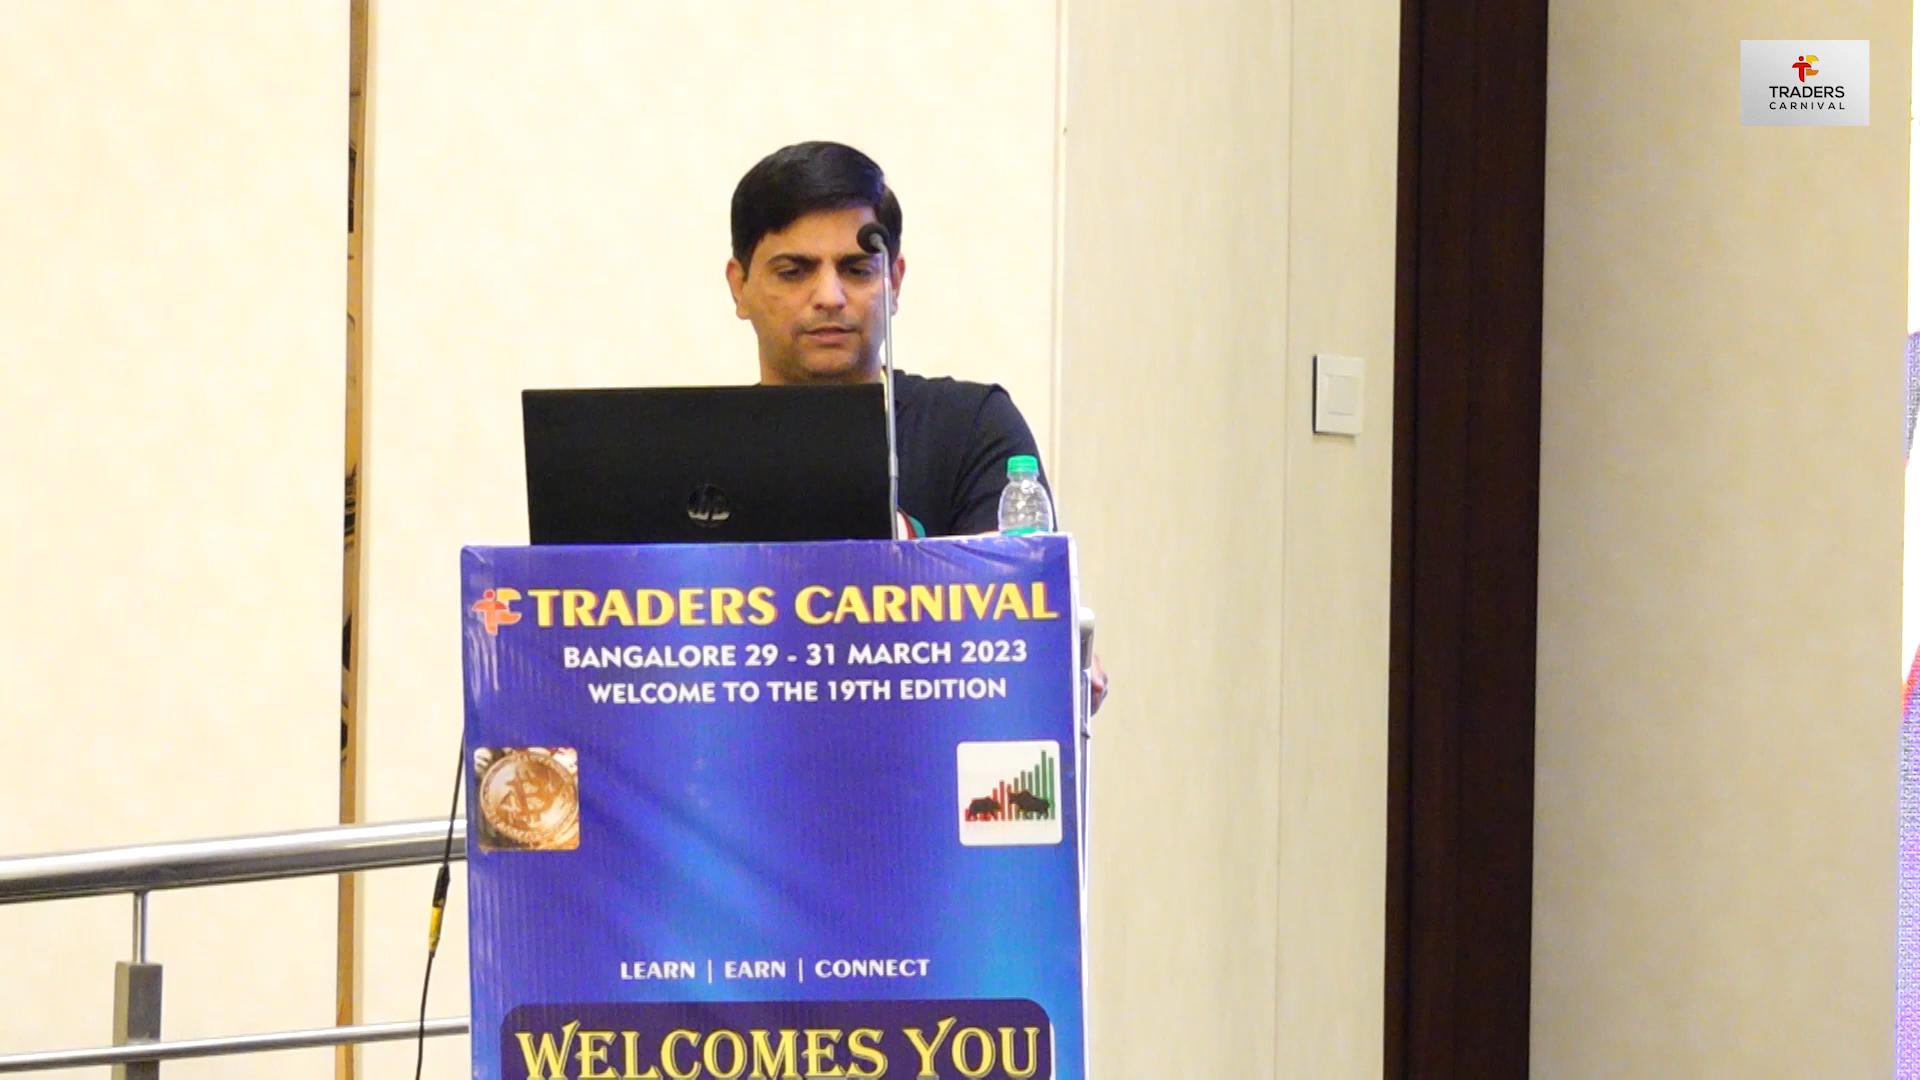 TRADERS
CARNIVAL
hp
TRADERS CARNIVAL
BANGALORE 29 - 31 MARCH 2023
WELCOME TO THE 19TH EDITION
LEARN | EARN | CONNECT
WELCOMES YOU